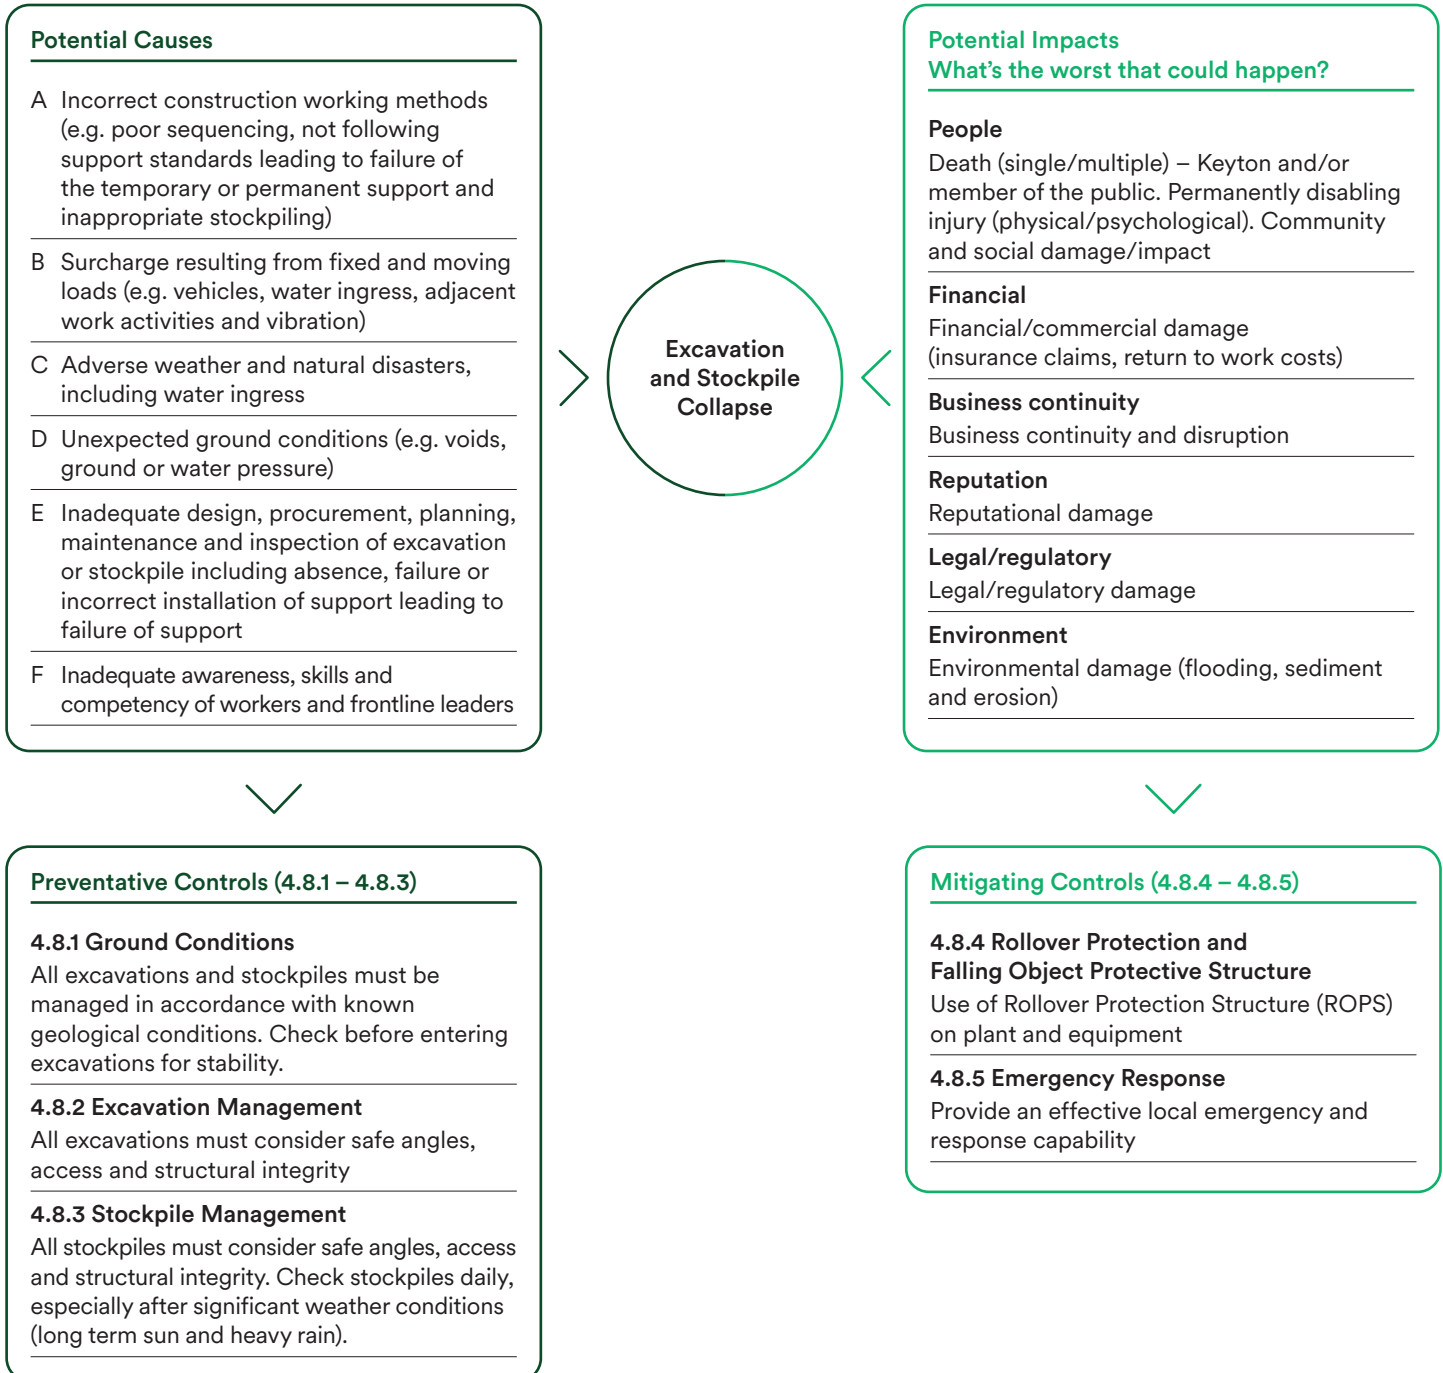 Potential Causes
A Incorrect construction working methods
(e.g. poor sequencing, not following
support standards leading to failure of
the temporary or permanent support and
inappropriate stockpiling)
B Surcharge resulting from fixed and moving
loads (e.g. vehicles, water ingress, adjacent
work activities and vibration)
C Adverse weather and natural disasters,
including water ingress
D Unexpected ground conditions (e.g. voids,
ground or water pressure)
E Inadequate design, procurement, planning,
maintenance and inspection of excavation
or stockpile including absence, failure or
incorrect installation of support leading to
failure of support
F Inadequate awareness, skills and
competency of workers and frontline leaders
Excavation
and Stockpile
Collapse
Potential Impacts
What’s the worst that could happen?
People
Death (single/multiple) – Keyton and/or
member of the public. Permanently disabling
injury (physical/psychological). Community
and social damage/impact
Financial
Financial/commercial damage
(insurance claims, return to work costs)
Business continuity
Business continuity and disruption
Reputation
Reputational damage
Legal/regulatory
Legal/regulatory damage
Environment
Environmental damage (flooding, sediment
and erosion)
Preventative Controls (4.8.1 – 4.8.3)
4.8.1 Ground Conditions
All excavations and stockpiles must be
managed in accordance with known
geological conditions. Check before entering
excavations for stability.
4.8.2 Excavation Management
All excavations must consider safe angles,
access and structural integrity
4.8.3 Stockpile Management
All stockpiles must consider safe angles, access
and structural integrity. Check stockpiles daily,
especially after significant weather conditions
(long term sun and heavy rain).
Mitigating Controls (4.8.4 – 4.8.5)
4.8.4 Rollover Protection and
Falling Object Protective Structure
Use of Rollover Protection Structure (ROPS)
on plant and equipment
4.8.5 Emergency Response
Provide an effective local emergency and
response capability